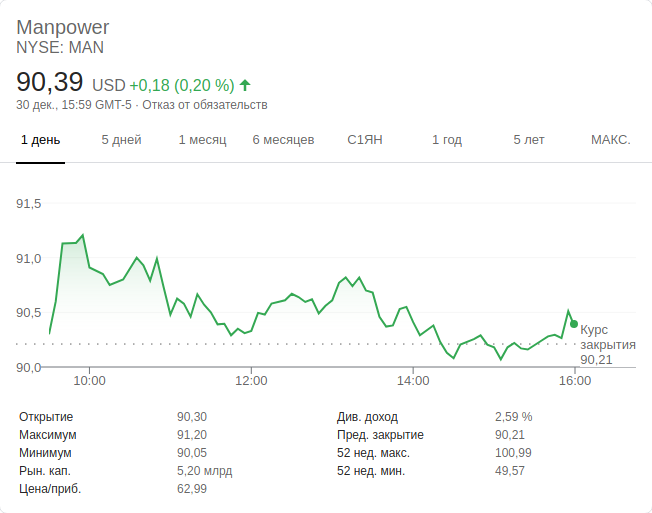 Manpower
NYSE: MAN
90,39 USD +0,18 (0,20 %)
30 дек., 15:59 GMT-5 · Отказ от обязательств
1 день 5 дней 1 месяц 6 месяцев С1ЯН 1 год 5 лет МАКС.
91,5
91,0
90,5
90,0
Курс
закрытия
90,21
10:00 12:00 14:00 16:00
Открытие 90,30 Див. доход 2,59 %
Максимум 91,20 Пред. закрытие 90,21
Минимум 90,05 52 нед. макс. 100,99
Рын. кап. 5,20 млрд 52 нед. мин. 49,57
Цена/приб. 62,99